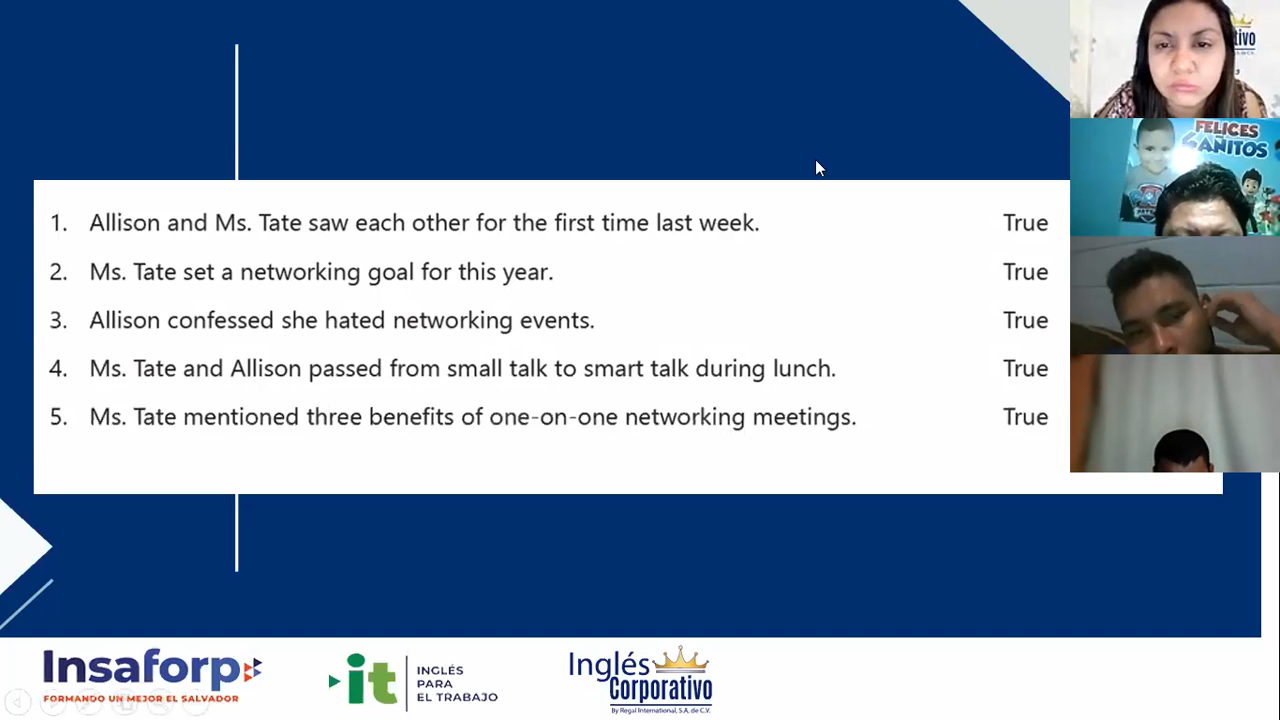 tivo
FELICES
4 AÑITOS
1. Allison and Ms. Tate saw each other for the first time last week. True
2. Ms. Tate set a networking goal for this year. True
3. Allison confessed she hated networking events. True
4. Ms. Tate and Allison passed from small talk to smart talk during lunch. True
5. Ms. Tate mentioned three benefits of one-on-one networking meetings. True
Insaforp
FORMANDO UN MEJOR EL SALVADOR
it
INGLÉS
PARA
EL TRABAJO
Inglés
Corporativo
By Regal International, S.A. de C.V.